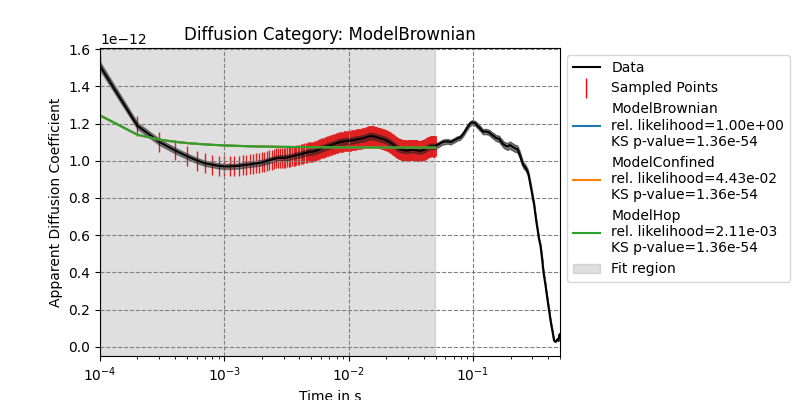 Diffusion Category: ModelBrownian
1e−12
1.6
1.4
1.2
1.0
0.8
0.6
0.4
0.2
0.0
Apparent Diffusion Coefficient
10⁻⁴ 10⁻³ 10⁻² 10⁻¹
Time in s
Data
Sampled Points
ModelBrownian
rel. likelihood=1.00e+00
KS p-value=1.36e-54
ModelConfined
rel. likelihood=4.43e-02
KS p-value=1.36e-54
ModelHop
rel. likelihood=2.11e-03
KS p-value=1.36e-54
Fit region